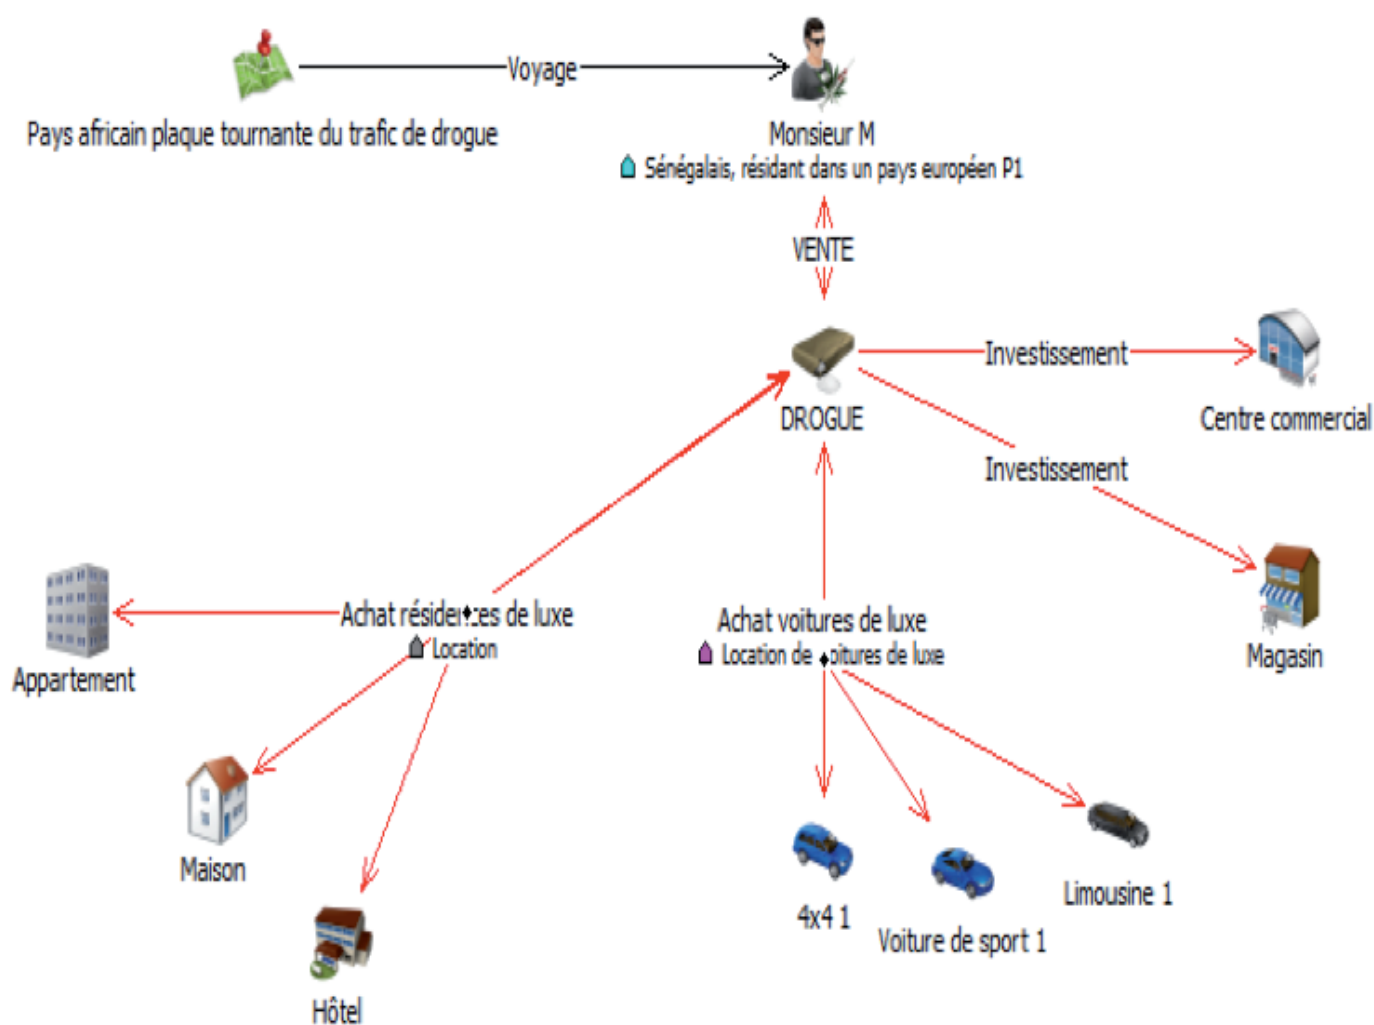 Voyage
Pays africain plaque tournante du trafic de drogue
Monsieur M
Sénégalais, résidant dans un pays européen P1
VENTE
DROGUE
Investissement
Centre commercial
Investissement
Magasin
Achat résidences de luxe
Location
Appartement
Maison
Hôtel
Achat voitures de luxe
Location de voitures de luxe
4x4 1
Voiture de sport 1
Limousine 1